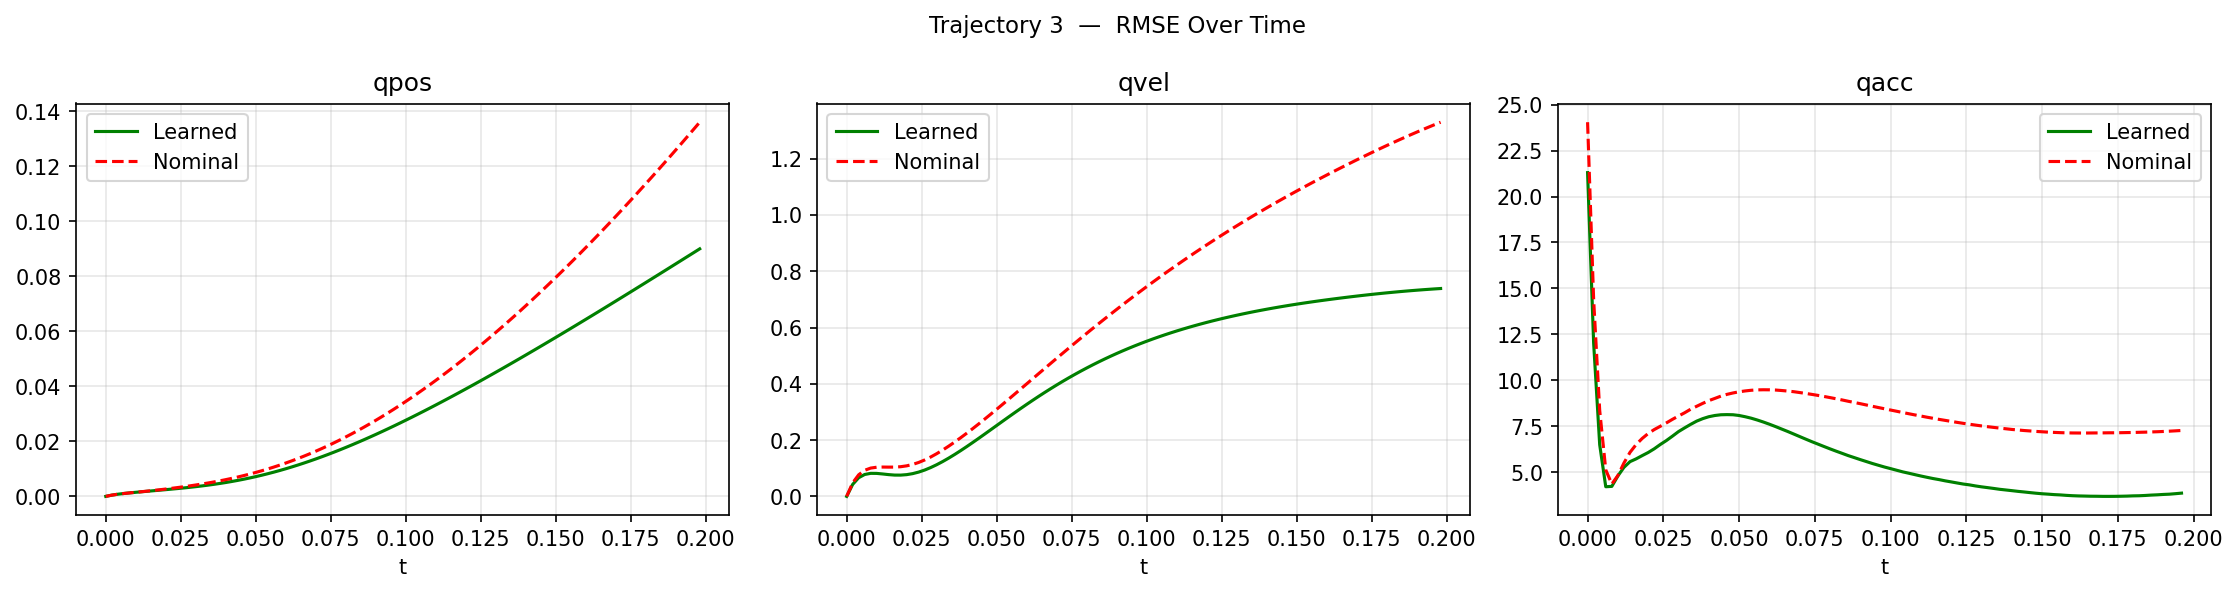 Trajectory 3 — RMSE Over Time
qpos
0.14
0.12
0.10
0.08
0.06
0.04
0.02
0.00
Learned
Nominal
0.000 0.025 0.050 0.075 0.100 0.125 0.150 0.175 0.200
t
qvel
1.2
1.0
0.8
0.6
0.4
0.2
0.0
Learned
Nominal
0.000 0.025 0.050 0.075 0.100 0.125 0.150 0.175 0.200
t
qacc
25.0
22.5
20.0
17.5
15.0
12.5
10.0
7.5
5.0
Learned
Nominal
0.000 0.025 0.050 0.075 0.100 0.125 0.150 0.175 0.200
t